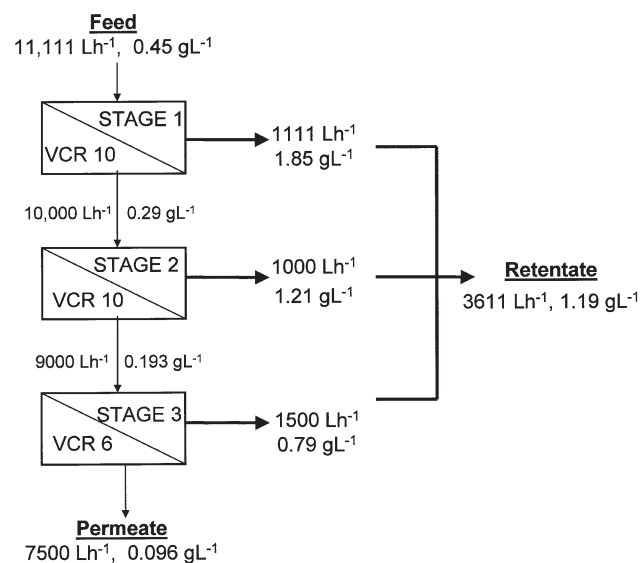 Feed
11,111 Lh⁻¹, 0.45 gL⁻¹
STAGE 1
VCR 10
1111 Lh⁻¹
1.85 gL⁻¹
10,000 Lh⁻¹ 0.29 gL⁻¹
STAGE 2
VCR 10
1000 Lh⁻¹
1.21 gL⁻¹
Retentate
3611 Lh⁻¹, 1.19 gL⁻¹
9000 Lh⁻¹ 0.193 gL⁻¹
STAGE 3
VCR 6
1500 Lh⁻¹
0.79 gL⁻¹
Permeate
7500 Lh⁻¹, 0.096 gL⁻¹